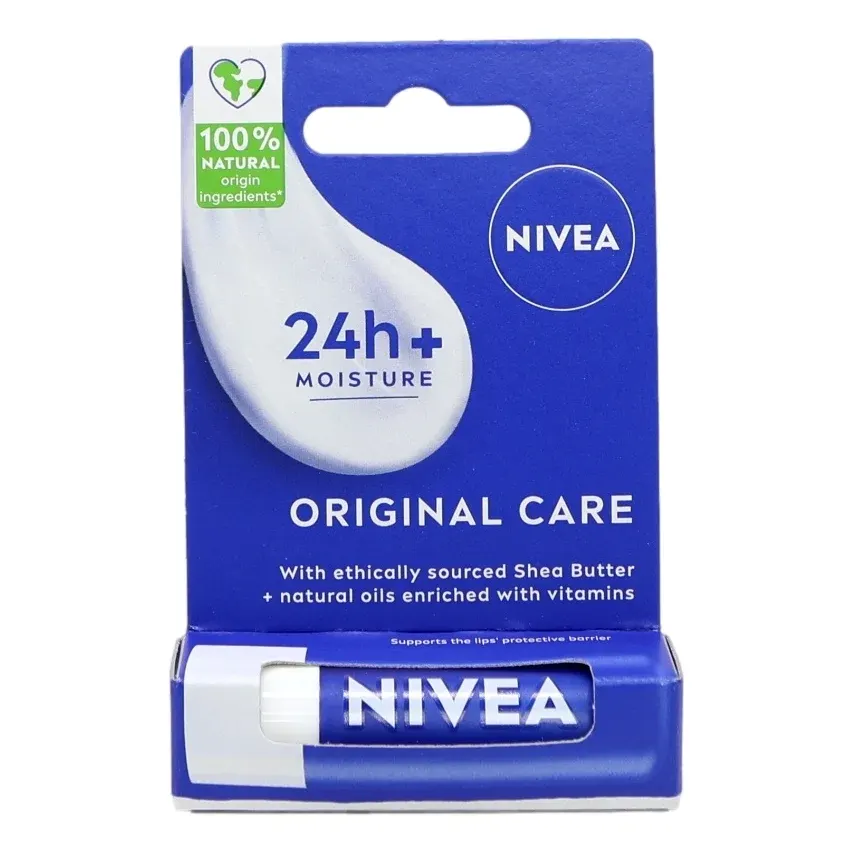 100%
NATURAL
origin
ingredients*
NIVEA
24h+
MOISTURE
ORIGINAL CARE
With ethically sourced Shea Butter
+ natural oils enriched with vitamins
Supports the lips' protective barrier
NIVEA